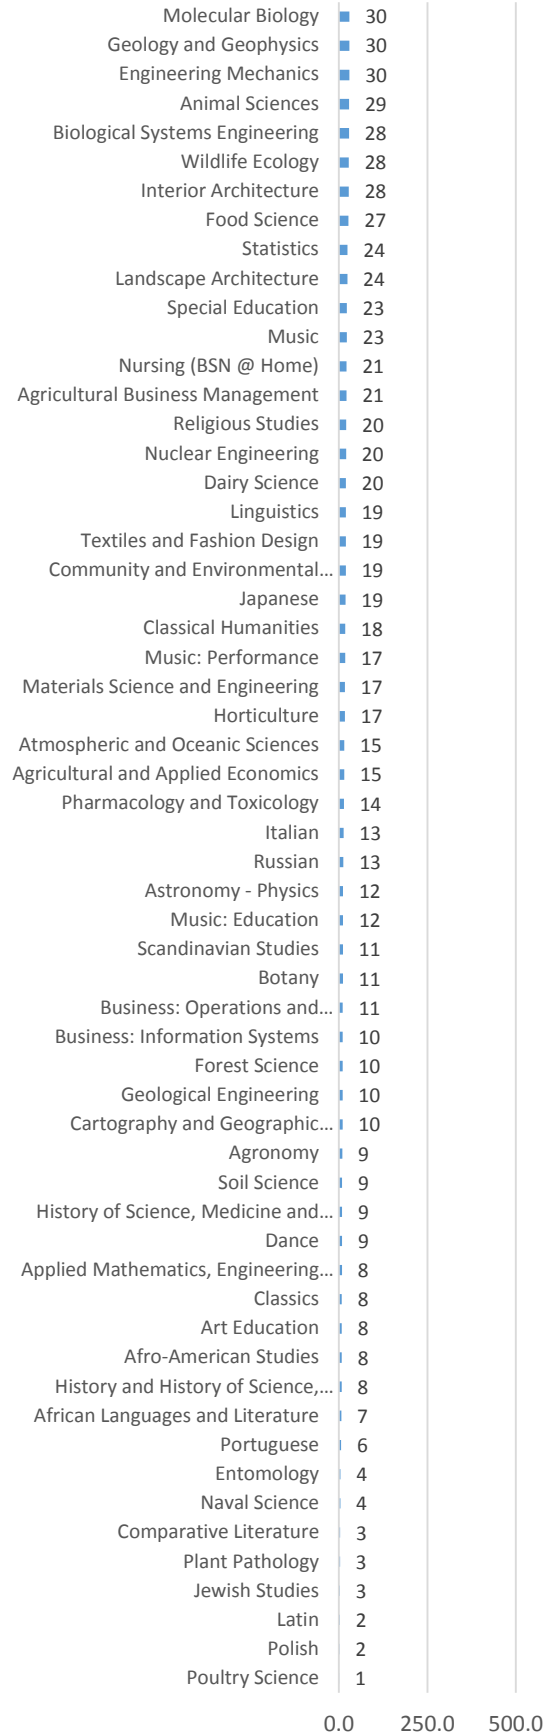 Molecular Biology 30
Geology and Geophysics 30
Engineering Mechanics 30
Animal Sciences 29
Biological Systems Engineering 28
Wildlife Ecology 28
Interior Architecture 28
Food Science 27
Statistics 24
Landscape Architecture 24
Special Education 23
Music 23
Nursing (BSN @ Home) 21
Agricultural Business Management 21
Religious Studies 20
Nuclear Engineering 20
Dairy Science 20
Linguistics 19
Textiles and Fashion Design 19
Community and Environmental... 19
Japanese 19
Classical Humanities 18
Music: Performance 17
Materials Science and Engineering 17
Horticulture 17
Atmospheric and Oceanic Sciences 15
Agricultural and Applied Economics 15
Pharmacology and Toxicology 14
Italian 13
Russian 13
Astronomy - Physics 12
Music: Education 12
Scandinavian Studies 11
Botany 11
Business: Operations and... 11
Business: Information Systems 10
Forest Science 10
Geological Engineering 10
Cartography and Geographic... 10
Agronomy 9
Soil Science 9
History of Science, Medicine and... 9
Dance 9
Applied Mathematics, Engineering... 8
Classics 8
Art Education 8
Afro-American Studies 8
History and History of Science,... 8
African Languages and Literature 7
Portuguese 6
Entomology 4
Naval Science 4
Comparative Literature 3
Plant Pathology 3
Jewish Studies 3
Latin 2
Polish 2
Poultry Science 1
0.0 250.0 500.0